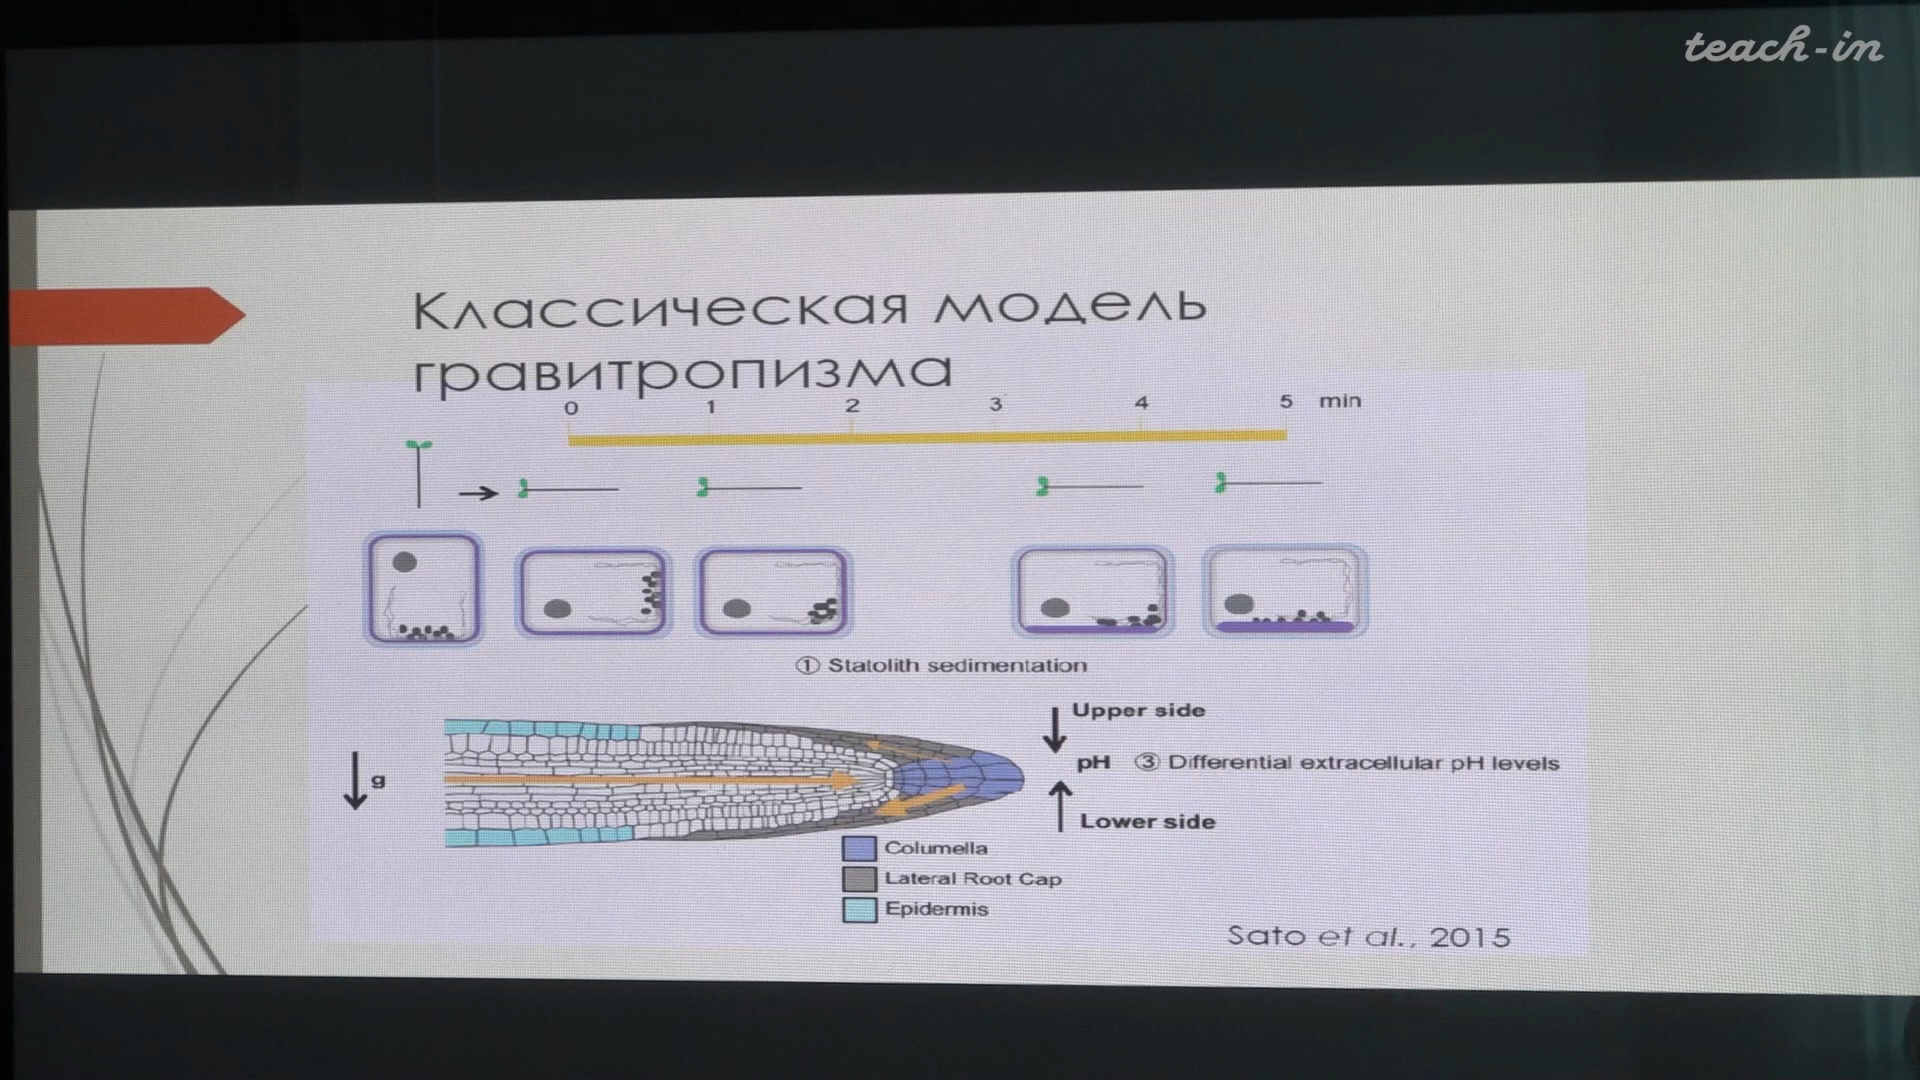 teach-in
Классическая модель
гравитропизма
0 1 2 3 4 5 min
① Statolith sedimentation
Upper side
g
pH ③ Differential extracellular pH levels
Lower side
Columella
Lateral Root Cap
Epidermis
Sato et al., 2015